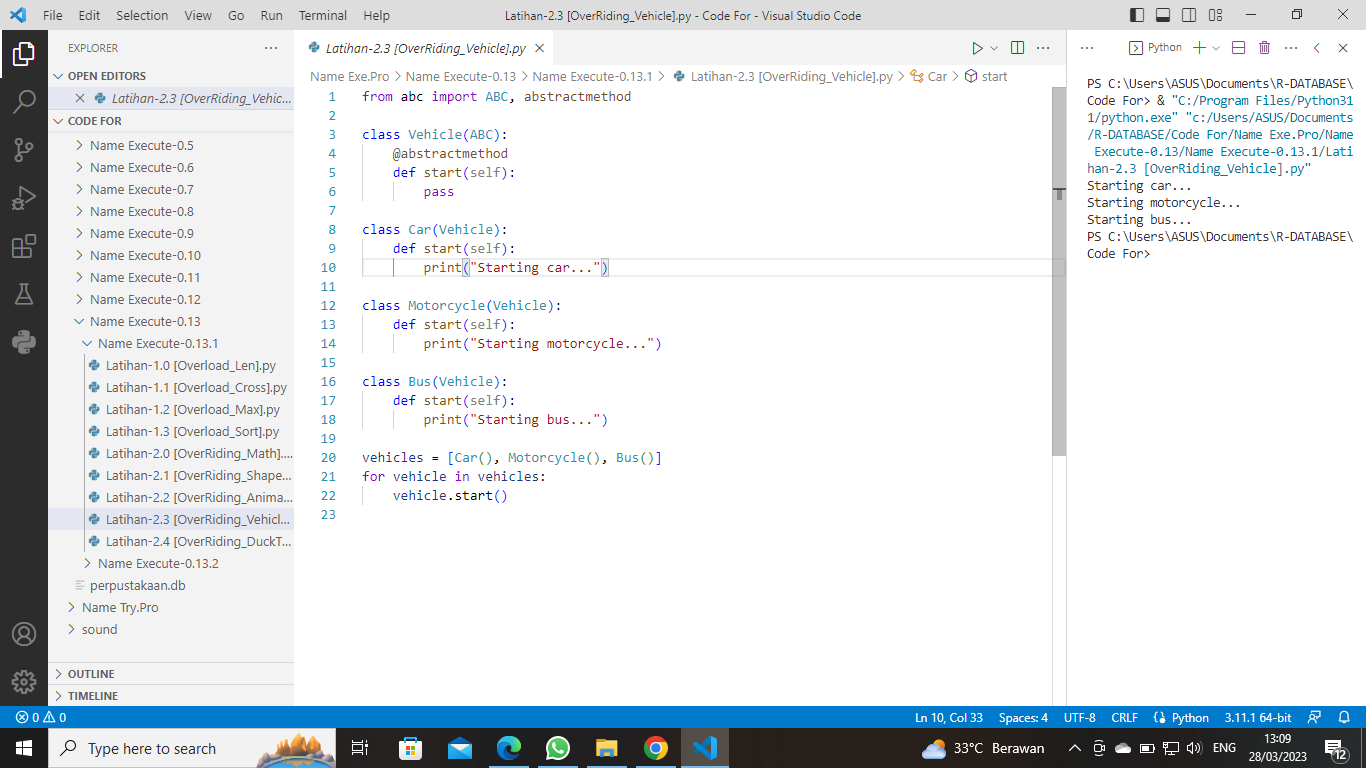 File Edit Selection View Go Run Terminal Help
Latihan-2.3 [OverRiding_Vehicle].py - Code For - Visual Studio Code
EXPLORER
OPEN EDITORS
Latihan-2.3 [OverRiding_Vehic...
CODE FOR
Name Execute-0.5
Name Execute-0.6
Name Execute-0.7
Name Execute-0.8
Name Execute-0.9
Name Execute-0.10
Name Execute-0.11
Name Execute-0.12
Name Execute-0.13
Name Execute-0.13.1
Latihan-1.0 [Overload_Len].py
Latihan-1.1 [Overload_Cross].py
Latihan-1.2 [Overload_Max].py
Latihan-1.3 [Overload_Sort].py
Latihan-2.0 [OverRiding_Math]....
Latihan-2.1 [OverRiding_Shape...
Latihan-2.2 [OverRiding_Anima...
Latihan-2.3 [OverRiding_Vehicl...
Latihan-2.4 [OverRiding_DuckT...
Name Execute-0.13.2
perpustakaan.db
Name Try.Pro
sound
OUTLINE
TIMELINE
Latihan-2.3 [OverRiding_Vehicle].py
Name Exe.Pro > Name Execute-0.13 > Name Execute-0.13.1 > Latihan-2.3 [OverRiding_Vehicle].py > Car > start
1 from abc import ABC, abstractmethod
2
3 class Vehicle(ABC):
4     @abstractmethod
5     def start(self):
6         pass
7
8 class Car(Vehicle):
9     def start(self):
10         print("Starting car...")
11
12 class Motorcycle(Vehicle):
13     def start(self):
14         print("Starting motorcycle...")
15
16 class Bus(Vehicle):
17     def start(self):
18         print("Starting bus...")
19
20 vehicles = [Car(), Motorcycle(), Bus()]
21 for vehicle in vehicles:
22     vehicle.start()
23
Python
PS C:\Users\ASUS\Documents\R-DATABASE\
Code For> & "C:/Program Files/Python31
1/python.exe" "c:/Users/ASUS/Documents
/R-DATABASE/Code For/Name Exe.Pro/Name
 Execute-0.13/Name Execute-0.13.1/Lati
han-2.3 [OverRiding_Vehicle].py"
Starting car...
Starting motorcycle...
Starting bus...
PS C:\Users\ASUS\Documents\R-DATABASE\
Code For>
0 0
Ln 10, Col 33 Spaces: 4 UTF-8 CRLF Python 3.11.1 64-bit
Type here to search
33°C Berawan
ENG
13:09
28/03/2023
12